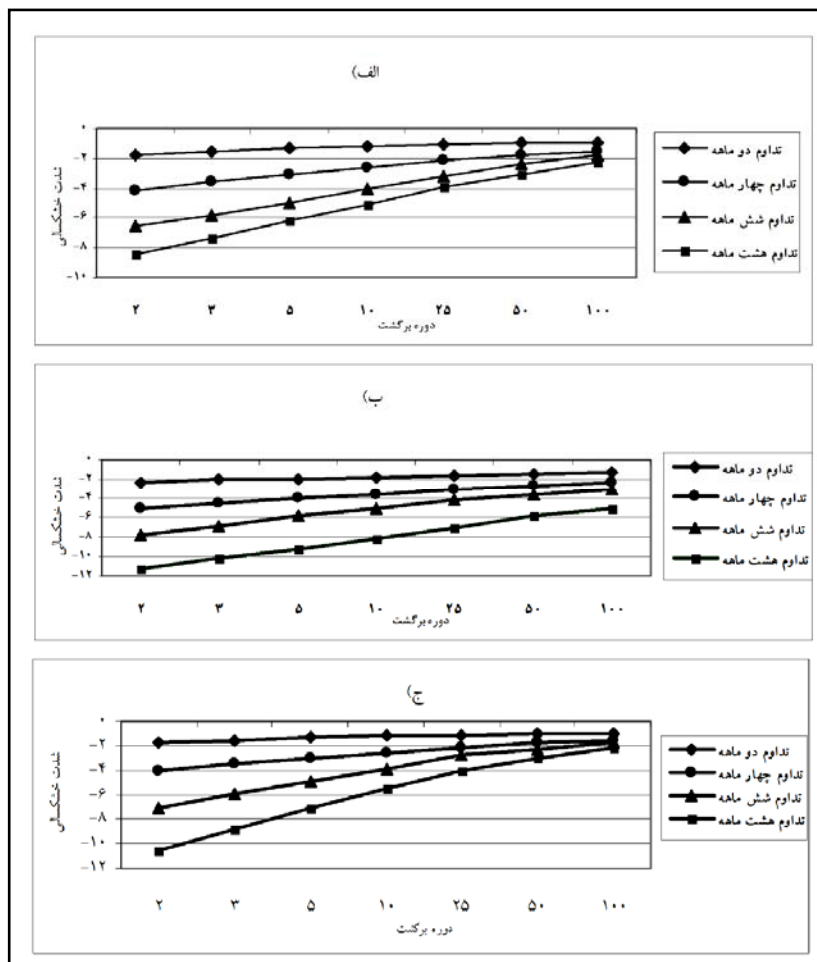 الف)
۰
-۲
-۴
-۶
-۸
-۱۰
شدت خشکسالی
۲ ۳ ۵ ۱۰ ۲۵ ۵۰ ۱۰۰
دوره برگشت
تداوم دو ماهه
تداوم چهار ماهه
تداوم شش ماهه
تداوم هشت ماهه
ب)
۰
-۲
-۴
-۶
-۸
-۱۰
-۱۲
شدت خشکسالی
۲ ۳ ۵ ۱۰ ۲۵ ۵۰ ۱۰۰
دوره برگشت
تداوم دو ماهه
تداوم چهار ماهه
تداوم شش ماهه
تداوم هشت ماهه
ج)
۰
-۲
-۴
-۶
-۸
-۱۰
-۱۲
شدت خشکسالی
۲ ۳ ۵ ۱۰ ۲۵ ۵۰ ۱۰۰
دوره برگشت
تداوم دو ماهه
تداوم چهار ماهه
تداوم شش ماهه
تداوم هشت ماهه